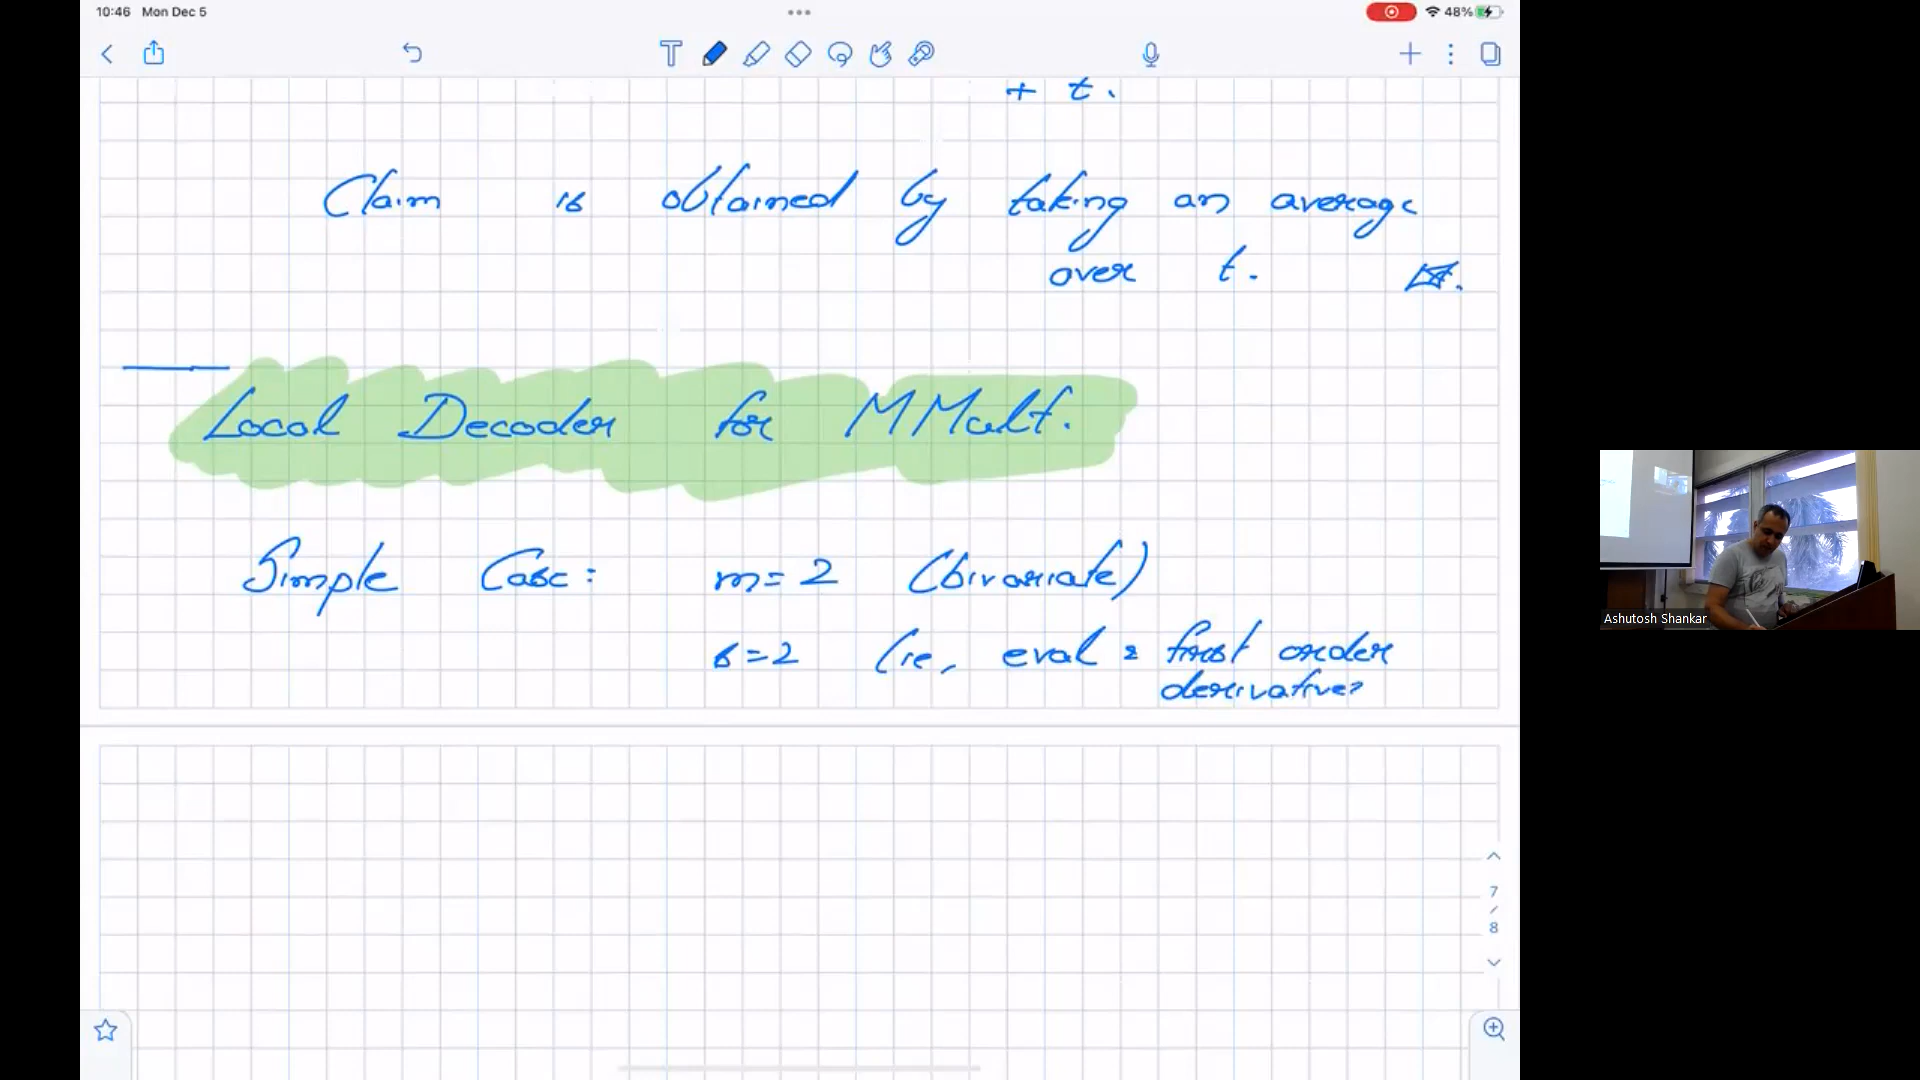 10:46 Mon Dec 5
48%
+ t.
Claim is obtained by taking an average
over t.
Local Decoder for MMult.
Simple Case: m=2 (bivariate)
s=2 (ie, eval & first order
derivatives
Ashutosh Shankar
7
/
8